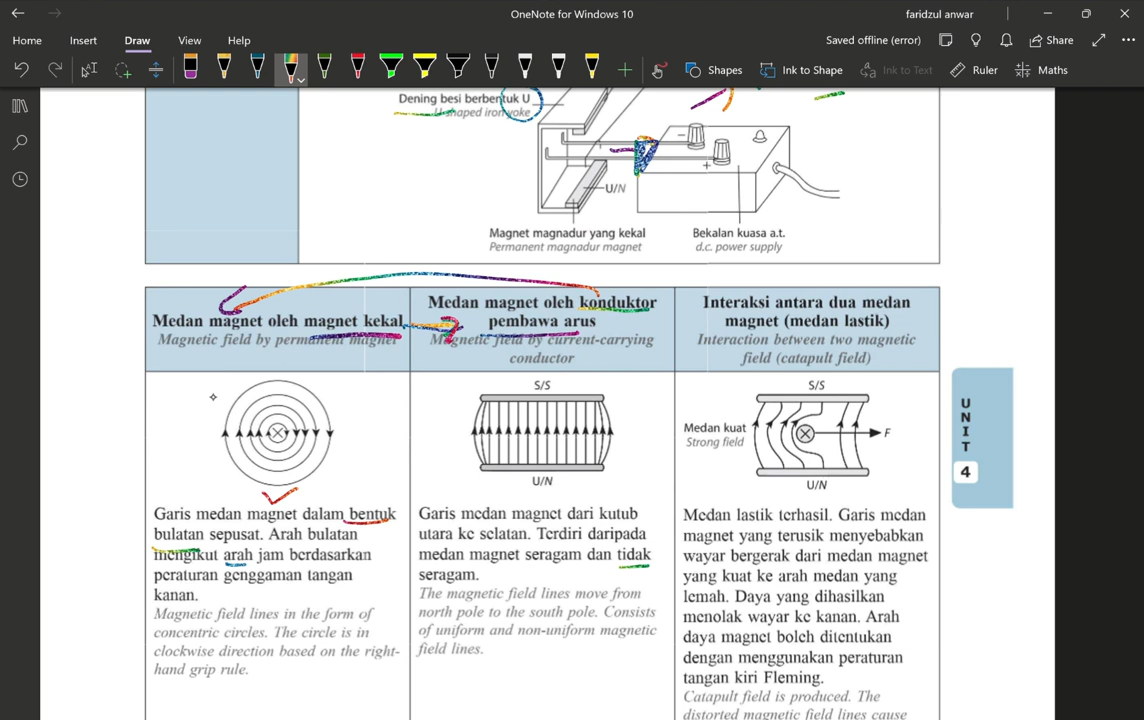 OneNote for Windows 10
faridzul anwar
Home Insert Draw View Help
Saved offline (error)
Share
Shapes
Ink to Shape
Ink to Text
Ruler
Maths
Dening besi berbentuk U
U-shaped iron yoke
−
+
U/N
Magnet magnadur yang kekal
Permanent magnadur magnet
Bekalan kuasa a.t.
d.c. power supply
Medan magnet oleh magnet kekal
Magnetic field by permanent magnet
Medan magnet oleh konduktor
pembawa arus
Magnetic field by current-carrying
conductor
Interaksi antara dua medan
magnet (medan lastik)
Interaction between two magnetic
field (catapult field)
Garis medan magnet dalam bentuk
bulatan sepusat. Arah bulatan
mengikut arah jam berdasarkan
peraturan genggaman tangan
kanan.
Magnetic field lines in the form of
concentric circles. The circle is in
clockwise direction based on the right-
hand grip rule.
S/S
U/N
Garis medan magnet dari kutub
utara ke selatan. Terdiri daripada
medan magnet seragam dan tidak
seragam.
The magnetic field lines move from
north pole to the south pole. Consists
of uniform and non-uniform magnetic
field lines.
S/S
Medan kuat
Strong field
F
U/N
Medan lastik terhasil. Garis medan
magnet yang terusik menyebabkan
wayar bergerak dari medan magnet
yang kuat ke arah medan yang
lemah. Daya yang dihasilkan
menolak wayar ke kanan. Arah
daya magnet boleh ditentukan
dengan menggunakan peraturan
tangan kiri Fleming.
Catapult field is produced. The
distorted magnetic field lines cause
UNIT
4